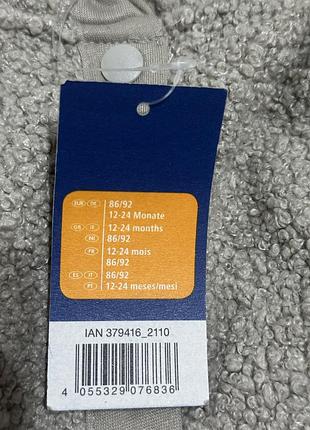 EUR DE 86/92
12-24 Monate
GB IE 12-24 months
NL 86/92
FR 12-24 mois
86/92
ES IT 86/92
PT 12-24 meses/mesi
IAN 379416_2110
4 055329 076836